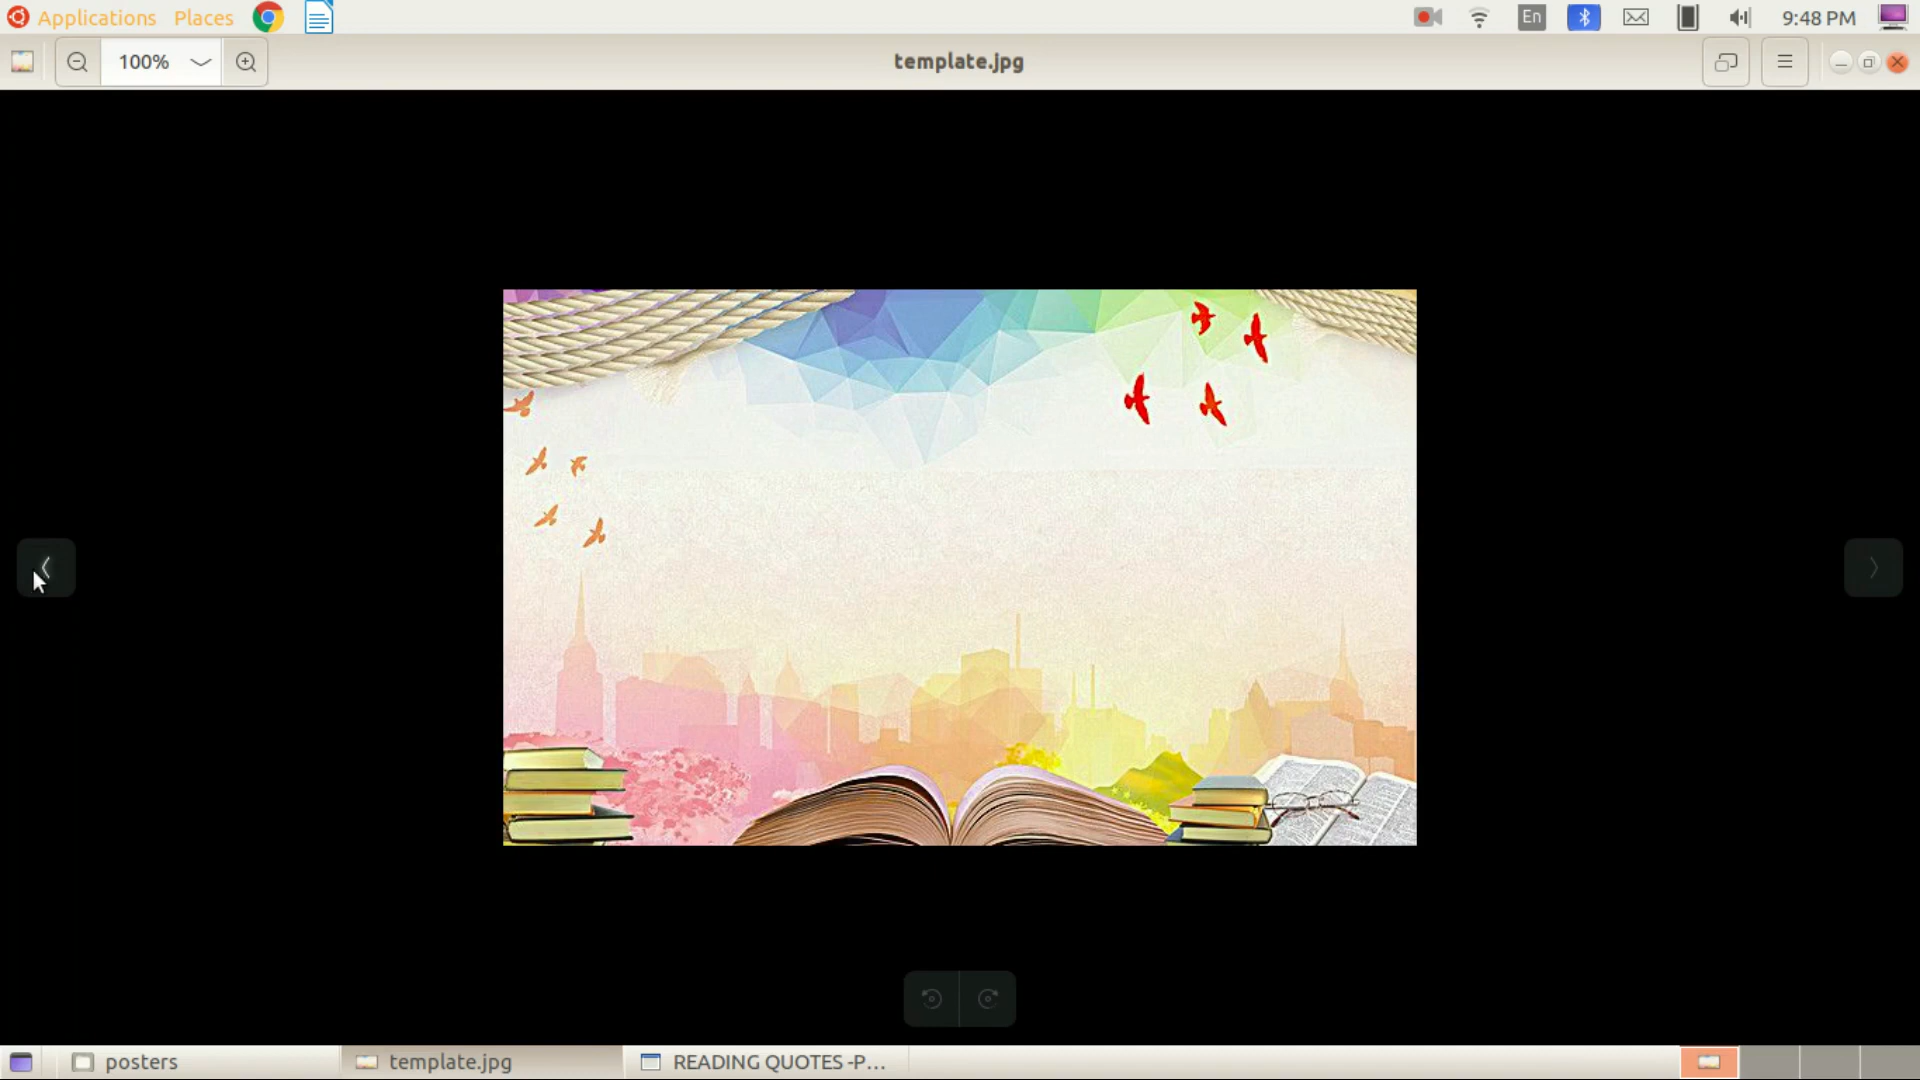 Applications Places
En
9:48 PM
100%
template.jpg
posters
template.jpg
READING QUOTES -P...